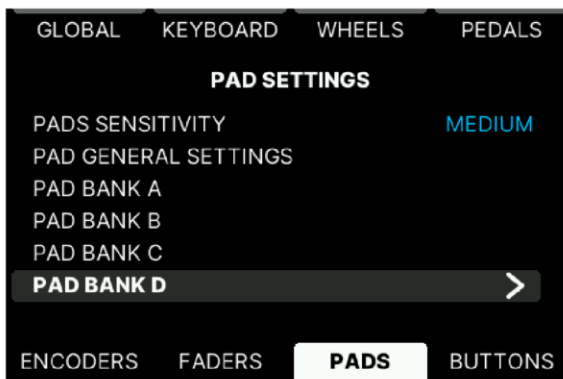 GLOBAL KEYBOARD WHEELS PEDALS
PAD SETTINGS
PADS SENSITIVITY MEDIUM
PAD GENERAL SETTINGS
PAD BANK A
PAD BANK B
PAD BANK C
PAD BANK D >
ENCODERS FADERS PADS BUTTONS